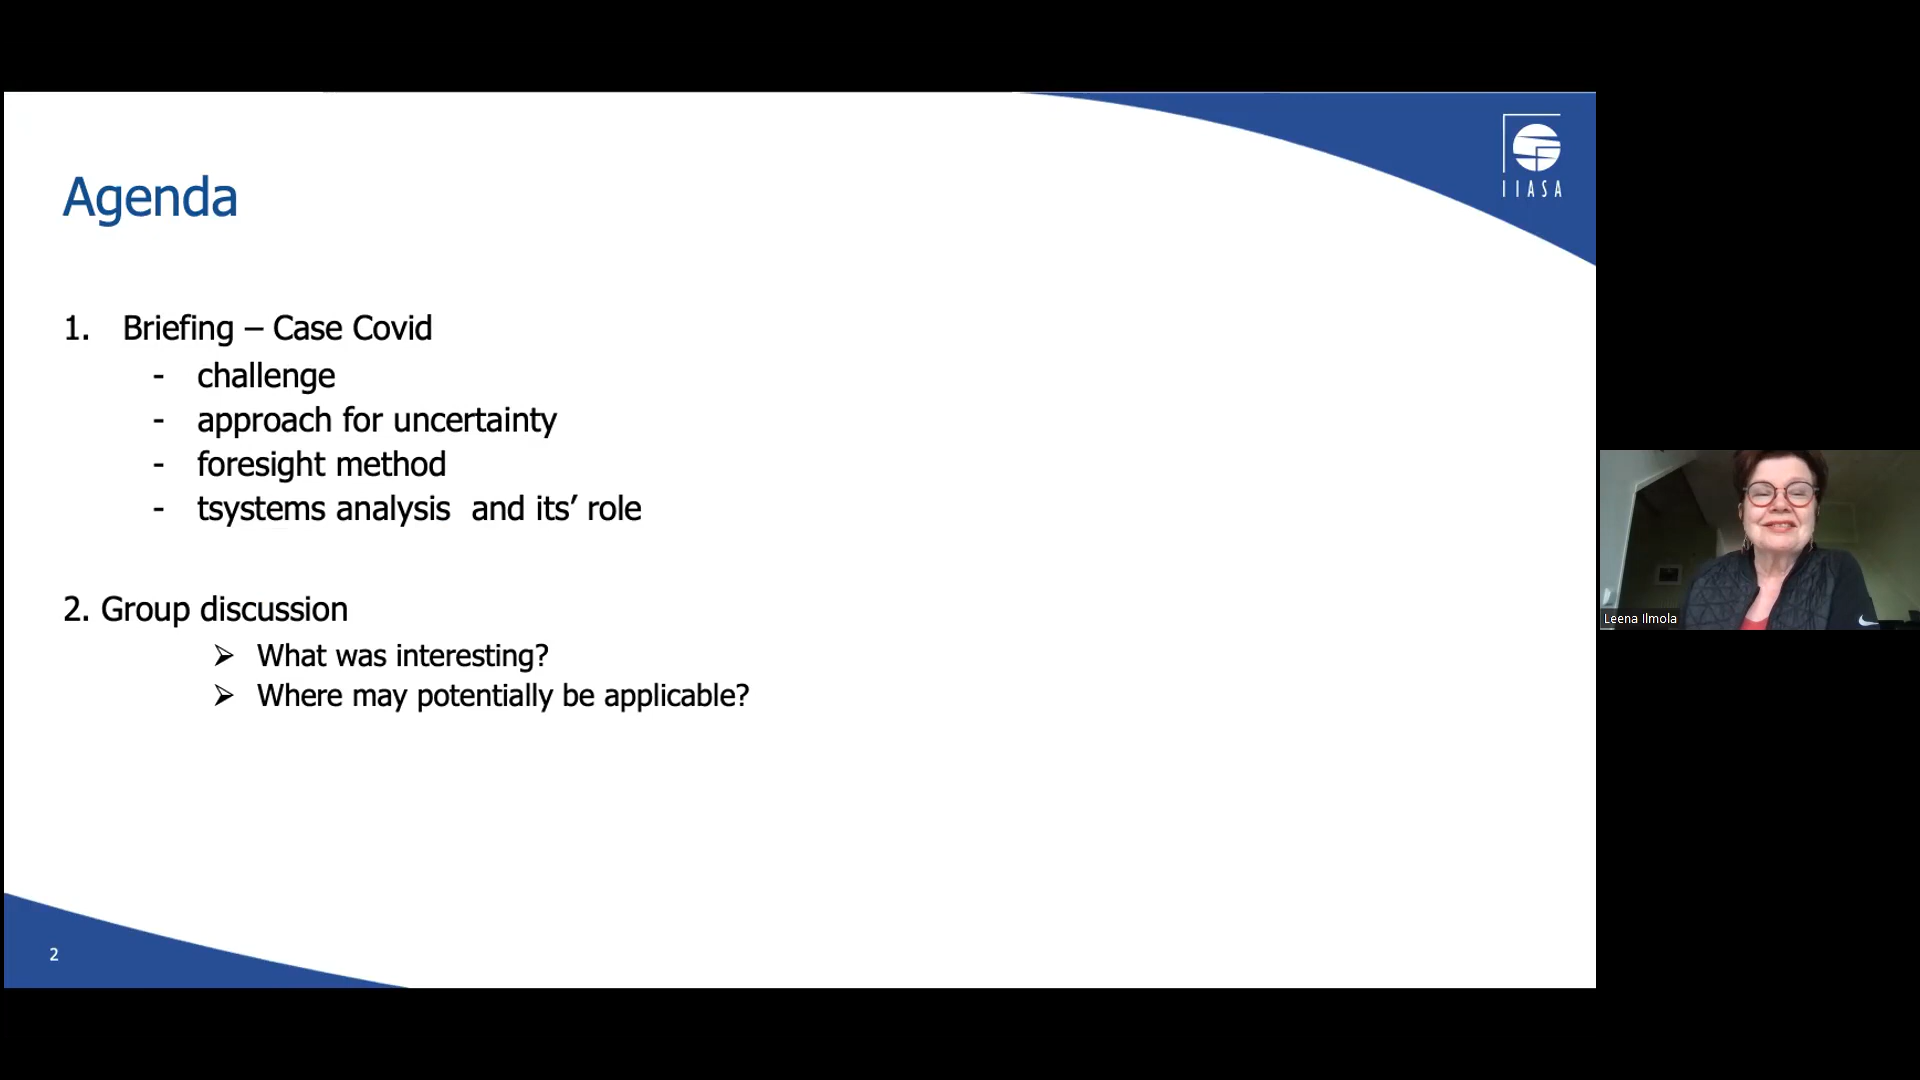 IIASA
Agenda
1. Briefing – Case Covid
- challenge
- approach for uncertainty
- foresight method
- tsystems analysis  and its’ role
2. Group discussion
➢ What was interesting?
➢ Where may potentially be applicable?
Leena Ilmola
2